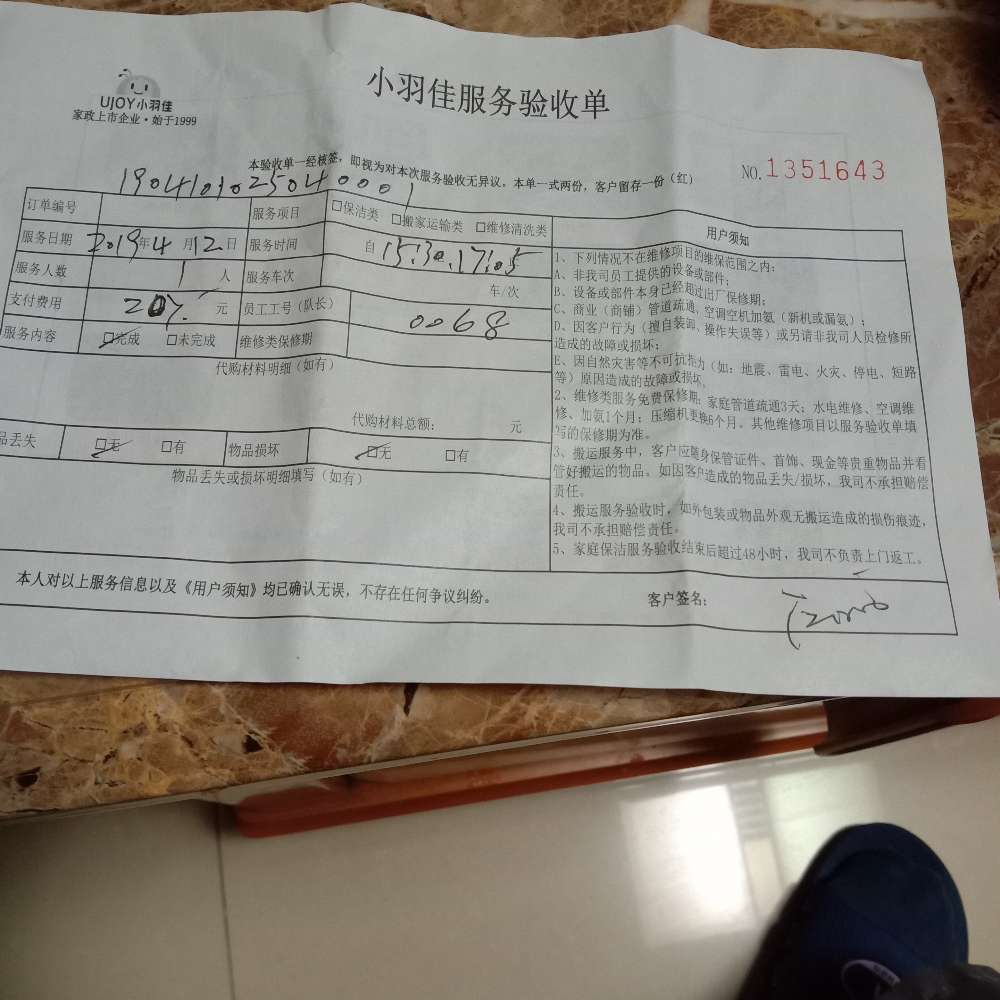 UJOY小羽佳
家政上市企业·始于1999
小羽佳服务验收单
本验收单一经核签，即视为对本次服务验收无异议。本单一式两份，客户留存一份（红）
NO.1351643
1904101025040001
订单编号 服务项目 □保洁类 □搬家运输类 □维修清洗类
服务日期 2019年4月12日 服务时间 自 15:30.17:05
服务人数 1人 服务车次 车/次
支付费用 元 员工工号（队长） 0068
服务内容 □完成 □未完成 维修类保修期
代购材料明细（如有）
代购材料总额： 元
品丢失 □无 □有 物品损坏 □无 □有
物品丢失或损坏明细填写（如有）
用户须知
1、下列情况不在维修项目的维保范围之内：
A、非我司员工提供的设备或部件；
B、设备或部件本身已经超过出厂保修期；
C、商业（商铺）管道疏通，空调空机加氨（新机或漏氨）；
D、因客户行为（擅自装调、操作失误等）或另请非我司人员检修所
造成的故障或损坏；
E、因自然灾害等不可抗拒为（如：地震、雷电、火灾、停电、短路
等）原因造成的故障或损坏。
2、维修类服务免费保修期：家庭管道疏通3天；水电维修、空调维
修、加氨1个月；压缩机更换6个月。其他维修项目以服务验收单填
写的保修期为准。
3、搬运服务中，客户应随身保管证件、首饰、现金等贵重物品并看
管好搬运的物品。如因客户造成的物品丢失/损坏，我司不承担赔偿
责任。
4、搬运服务验收时，如外包装或物品外观无搬运造成的损伤痕迹，
我司不承担赔偿责任。
5、家庭保洁服务验收结束后超过48小时，我司不负责上门返工。
本人对以上服务信息以及《用户须知》均已确认无误，不存在任何争议纠纷。
客户签名：